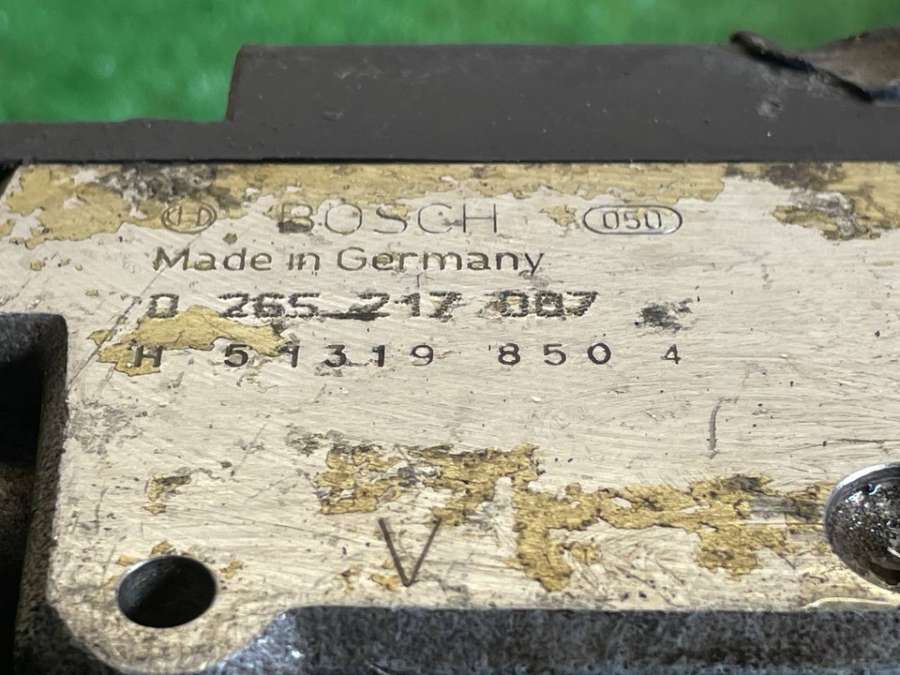 BOSCH 050
Made in Germany
0 265 217 007
H 51319 850 4
V